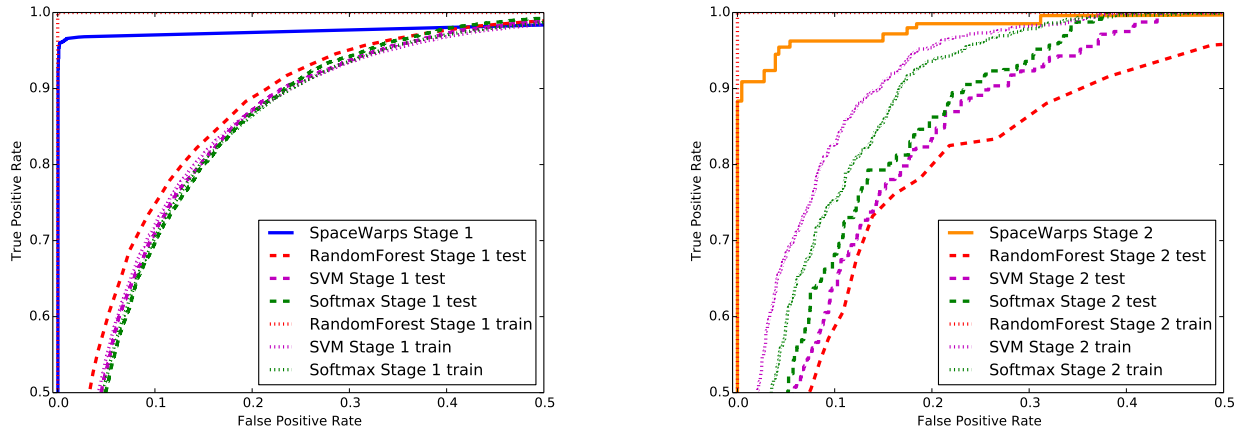 1.0
0.9
0.8
0.7
0.6
0.5
True Positive Rate
SpaceWarps Stage 1
RandomForest Stage 1 test
SVM Stage 1 test
Softmax Stage 1 test
RandomForest Stage 1 train
SVM Stage 1 train
Softmax Stage 1 train
0.0 0.1 0.2 0.3 0.4 0.5
False Positive Rate
1.0
0.9
0.8
0.7
0.6
0.5
True Positive Rate
SpaceWarps Stage 2
RandomForest Stage 2 test
SVM Stage 2 test
Softmax Stage 2 test
RandomForest Stage 2 train
SVM Stage 2 train
Softmax Stage 2 train
0.0 0.1 0.2 0.3 0.4 0.5
False Positive Rate